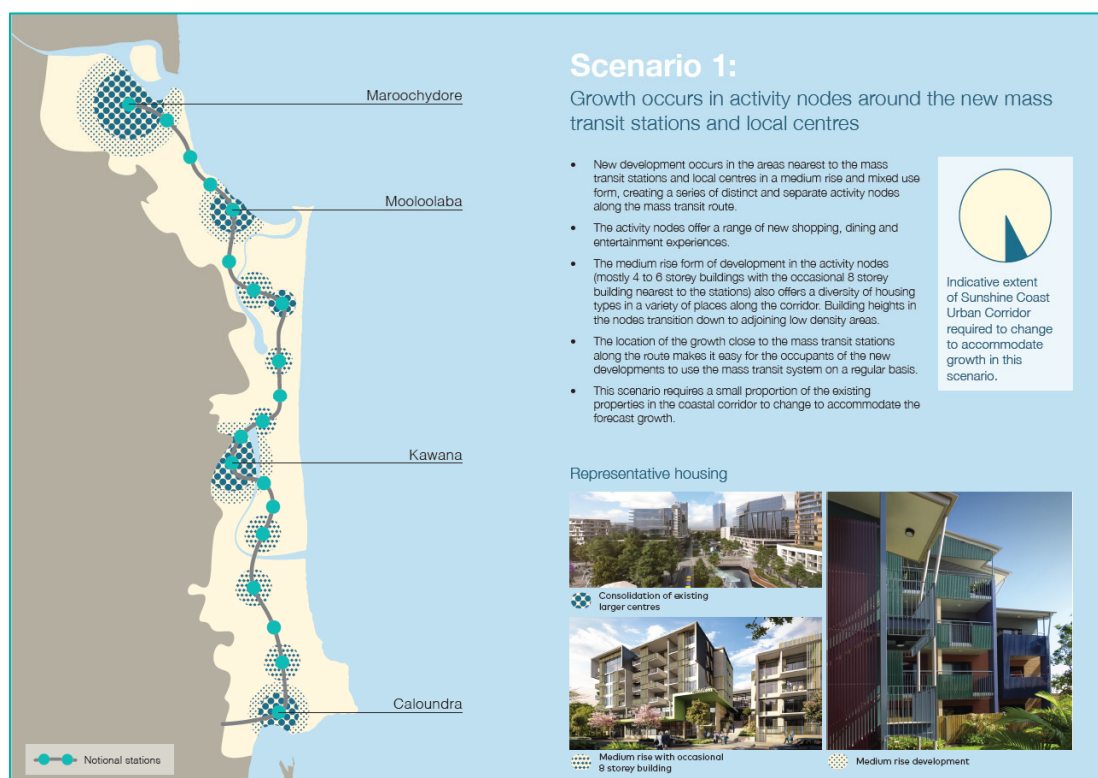 Maroochydore
Mooloolaba
Kawana
Caloundra
Notional stations
Scenario 1:
Growth occurs in activity nodes around the new mass
transit stations and local centres
• New development occurs in the areas nearest to the mass
transit stations and local centres in a medium rise and mixed use
form, creating a series of distinct and separate activity nodes
along the mass transit route.
• The activity nodes offer a range of new shopping, dining and
entertainment experiences.
• The medium rise form of development in the activity nodes
(mostly 4 to 6 storey buildings with the occasional 8 storey
building nearest to the stations) also offers a diversity of housing
types in a variety of places along the corridor. Building heights in
the nodes transition down to adjoining low density areas.
• The location of the growth close to the mass transit stations
along the route makes it easy for the occupants of the new
developments to use the mass transit system on a regular basis.
• This scenario requires a small proportion of the existing
properties in the coastal corridor to change to accommodate the
forecast growth.
Indicative extent
of Sunshine Coast
Urban Corridor
required to change
to accommodate
growth in this
scenario.
Representative housing
Consolidation of existing
larger centres
Medium rise with occasional
8 storey building
Medium rise development